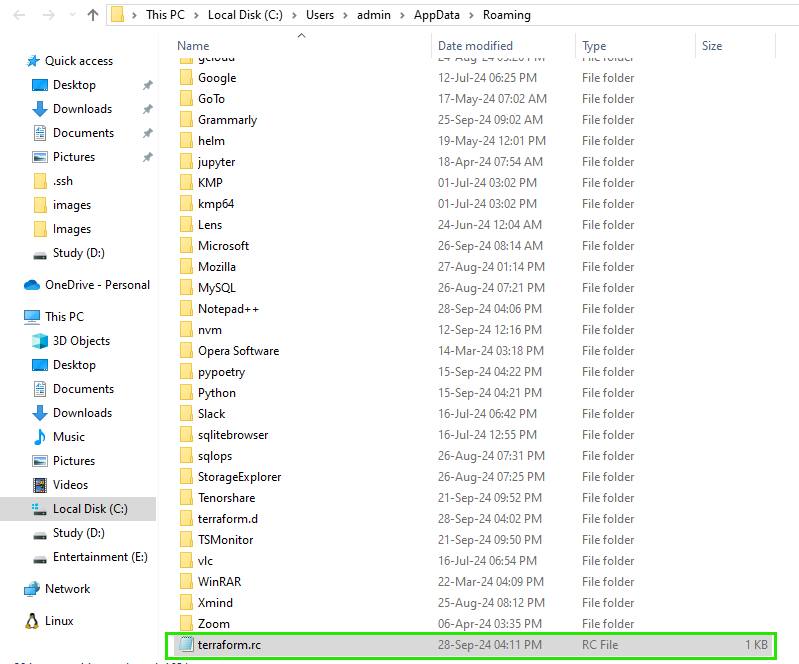 This PC > Local Disk (C:) > Users > admin > AppData > Roaming
Name Date modified Type Size
Quick access
Desktop
Downloads
Documents
Pictures
.ssh
images
Images
Study (D:)
OneDrive - Personal
This PC
3D Objects
Desktop
Documents
Downloads
Music
Pictures
Videos
Local Disk (C:)
Study (D:)
Entertainment (E:)
Network
Linux
gcloud File folder
Google 12-Jul-24 06:25 PM File folder
GoTo 17-May-24 07:02 AM File folder
Grammarly 25-Sep-24 09:02 AM File folder
helm 19-May-24 12:01 PM File folder
jupyter 18-Apr-24 07:54 AM File folder
KMP 01-Jul-24 03:02 PM File folder
kmp64 01-Jul-24 03:02 PM File folder
Lens 24-Jun-24 12:04 AM File folder
Microsoft 26-Sep-24 08:14 AM File folder
Mozilla 27-Aug-24 01:14 PM File folder
MySQL 26-Aug-24 07:21 PM File folder
Notepad++ 28-Sep-24 04:06 PM File folder
nvm 12-Sep-24 12:16 PM File folder
Opera Software 14-Mar-24 03:18 PM File folder
pypoetry 15-Sep-24 04:22 PM File folder
Python 15-Sep-24 04:21 PM File folder
Slack 16-Jul-24 06:42 PM File folder
sqlitebrowser 16-Jul-24 12:55 PM File folder
sqlops 26-Aug-24 07:31 PM File folder
StorageExplorer 26-Aug-24 07:25 PM File folder
Tenorshare 21-Sep-24 09:52 PM File folder
terraform.d 28-Sep-24 04:02 PM File folder
TSMonitor 21-Sep-24 09:50 PM File folder
vlc 16-Jul-24 06:54 PM File folder
WinRAR 22-Mar-24 04:09 PM File folder
Xmind 25-Aug-24 08:12 PM File folder
Zoom 06-Apr-24 03:35 PM File folder
terraform.rc 28-Sep-24 04:11 PM RC File 1 KB